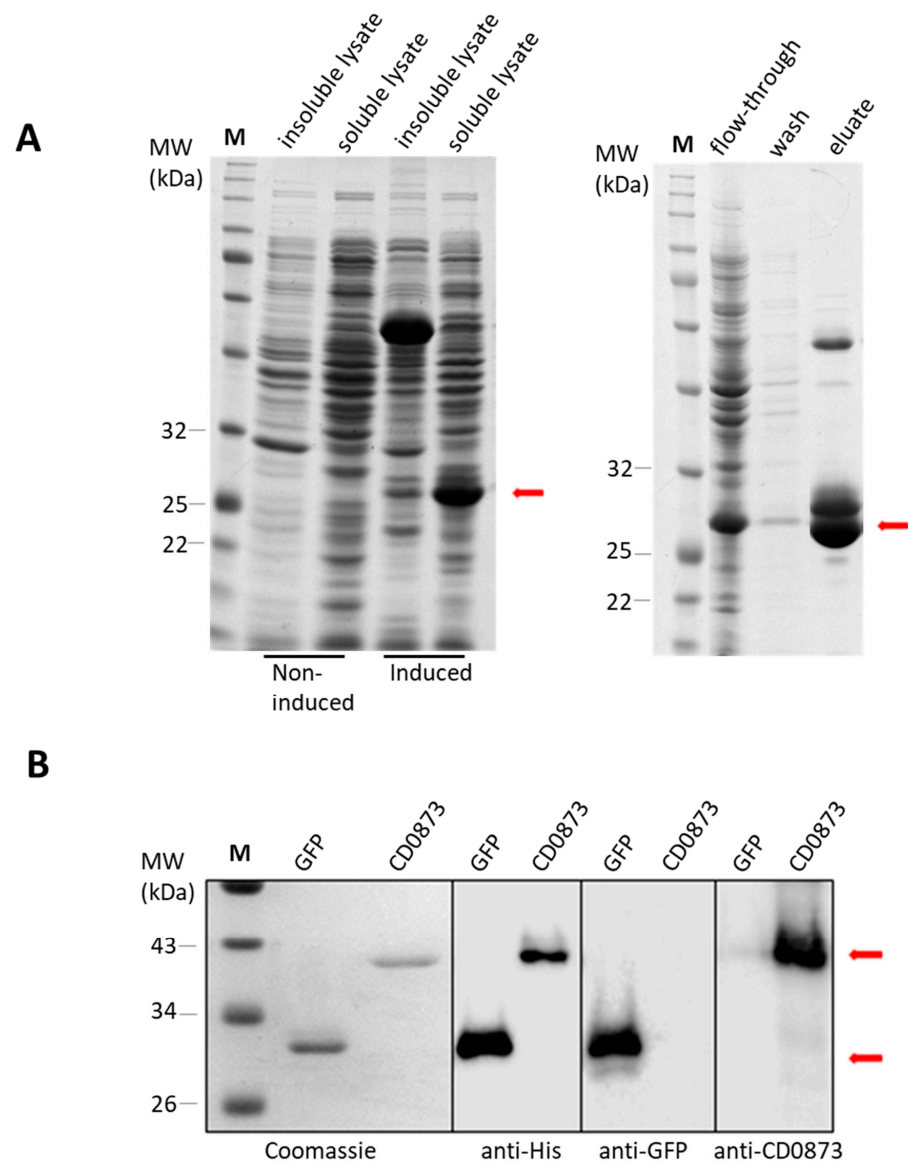 A
MW
(kDa)
M
insoluble lysate
soluble lysate
insoluble lysate
soluble lysate
32
25
22
Non-
induced
Induced
MW
(kDa)
M
flow-through
wash
eluate
32
25
22
B
MW
(kDa)
M
GFP
CD0873
GFP
CD0873
GFP
CD0873
GFP
CD0873
43
34
26
Coomassie
anti-His
anti-GFP
anti-CD0873